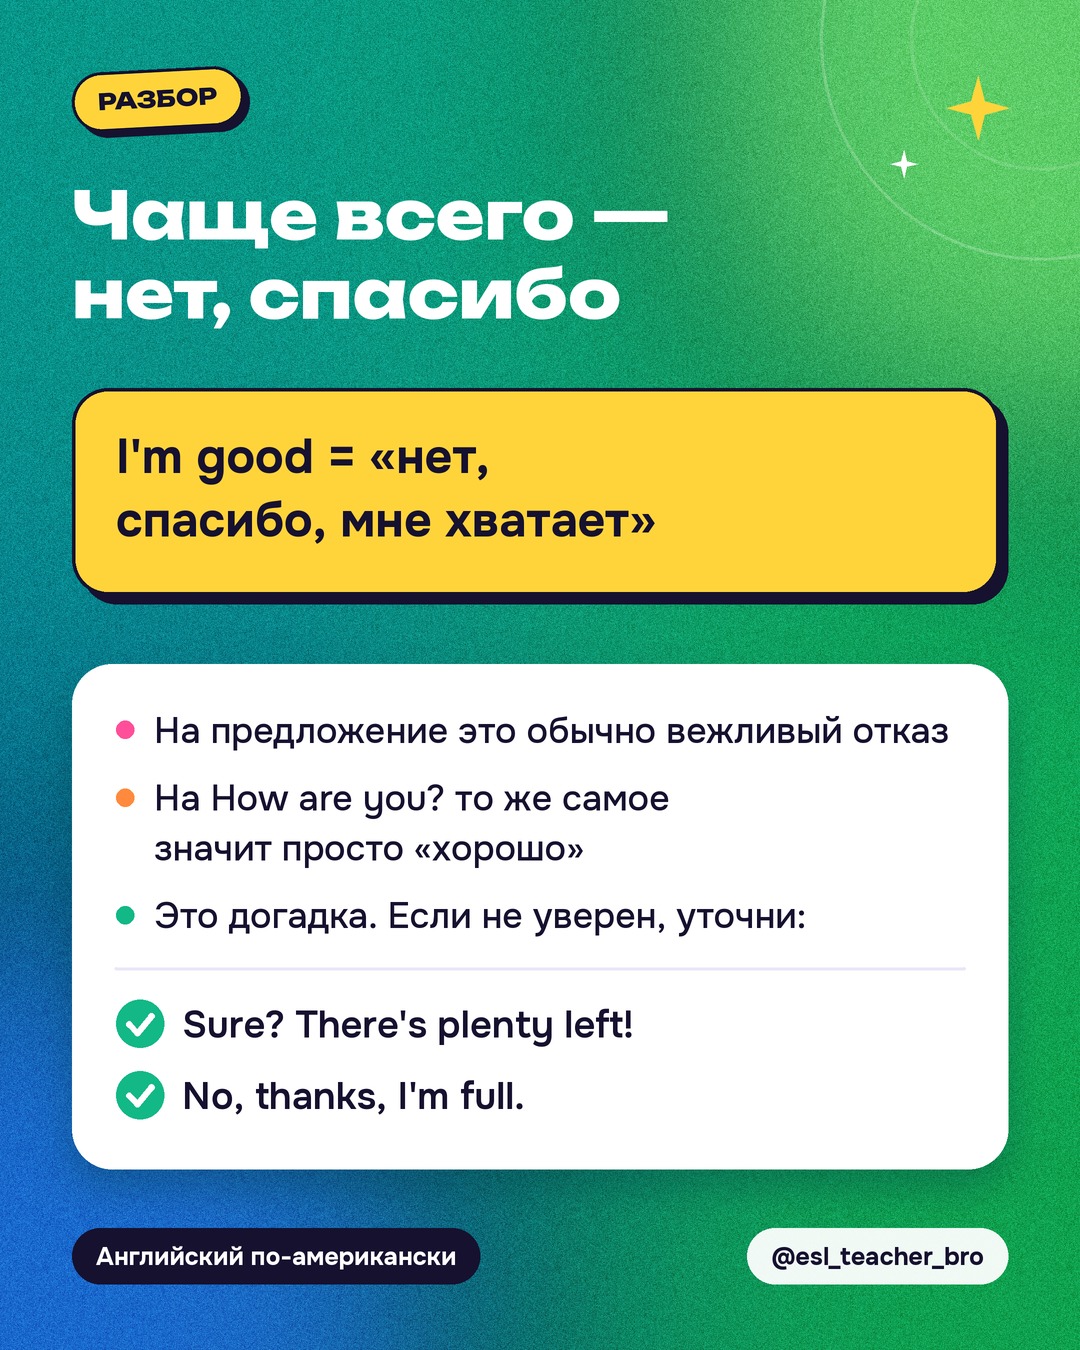 РАЗБОР
Чаще всего —
нет, спасибо
I'm good = «нет,
спасибо, мне хватает»
На предложение это обычно вежливый отказ
На How are you? то же самое
значит просто «хорошо»
Это догадка. Если не уверен, уточни:
Sure? There's plenty left!
No, thanks, I'm full.
Английский по-американски
@esl_teacher_bro